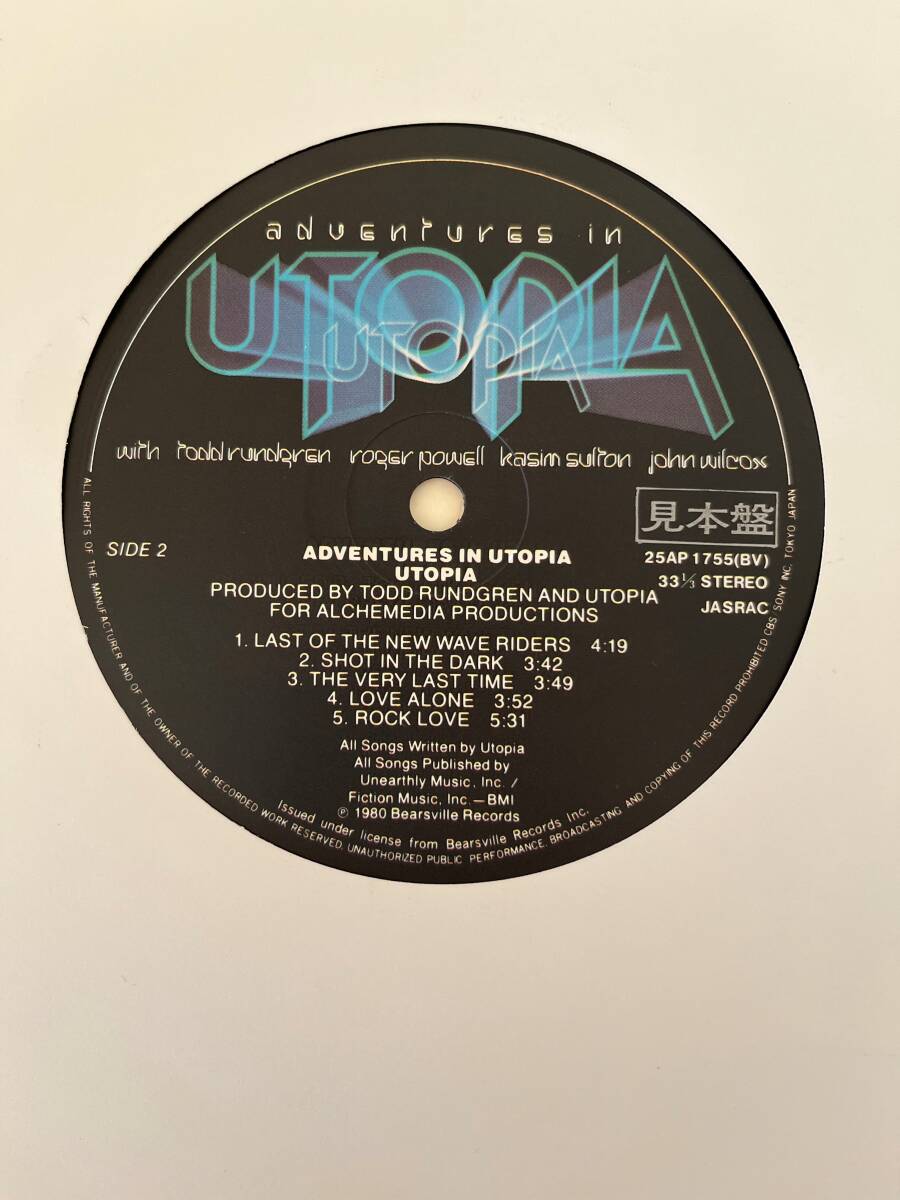 adventures in
UTOPIA
UTOPIA
with todd rundgren roger powell kasim sulton john wilcox
見本盤
SIDE 2
25AP 1755(BV)
33⅓ STEREO
JASRAC
ADVENTURES IN UTOPIA
UTOPIA
PRODUCED BY TODD RUNDGREN AND UTOPIA
FOR ALCHEMEDIA PRODUCTIONS
1. LAST OF THE NEW WAVE RIDERS 4:19
2. SHOT IN THE DARK 3:42
3. THE VERY LAST TIME 3:49
4. LOVE ALONE 3:52
5. ROCK LOVE 5:31
All Songs Written by Utopia
All Songs Published by
Unearthly Music, Inc. /
Fiction Music, Inc.—BMI
℗ 1980 Bearsville Records
Issued under license from Bearsville Records Inc.
ALL RIGHTS OF THE MANUFACTURER AND OF THE OWNER OF THE RECORDED WORK RESERVED. UNAUTHORIZED PUBLIC PERFORMANCE. BROADCASTING AND COPYING OF THIS RECORD PROHIBITED CBS/SONY INC. TOKYO JAPAN